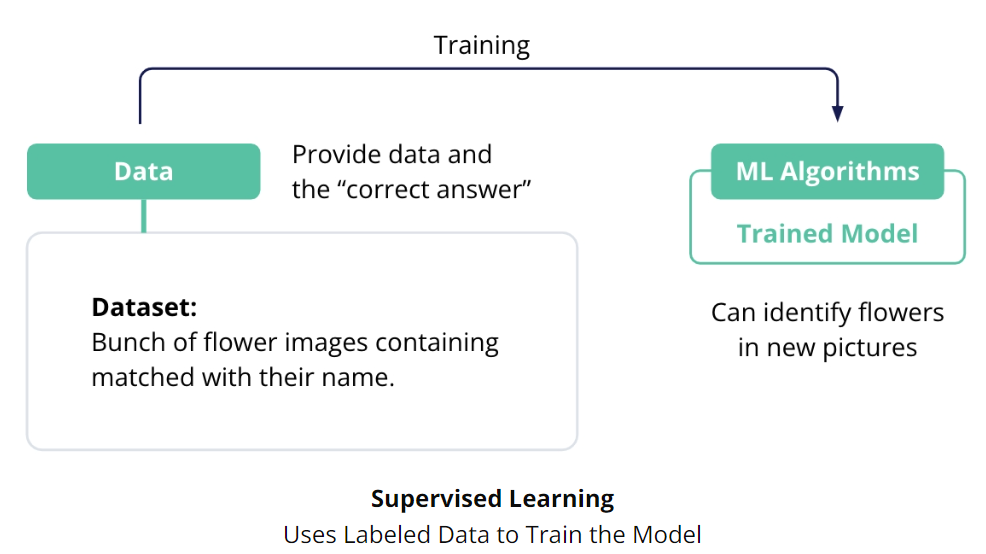 Training
Data
Provide data and
the “correct answer”
ML Algorithms
Trained Model
Dataset:
Bunch of flower images containing
matched with their name.
Can identify flowers
in new pictures
Supervised Learning
Uses Labeled Data to Train the Model